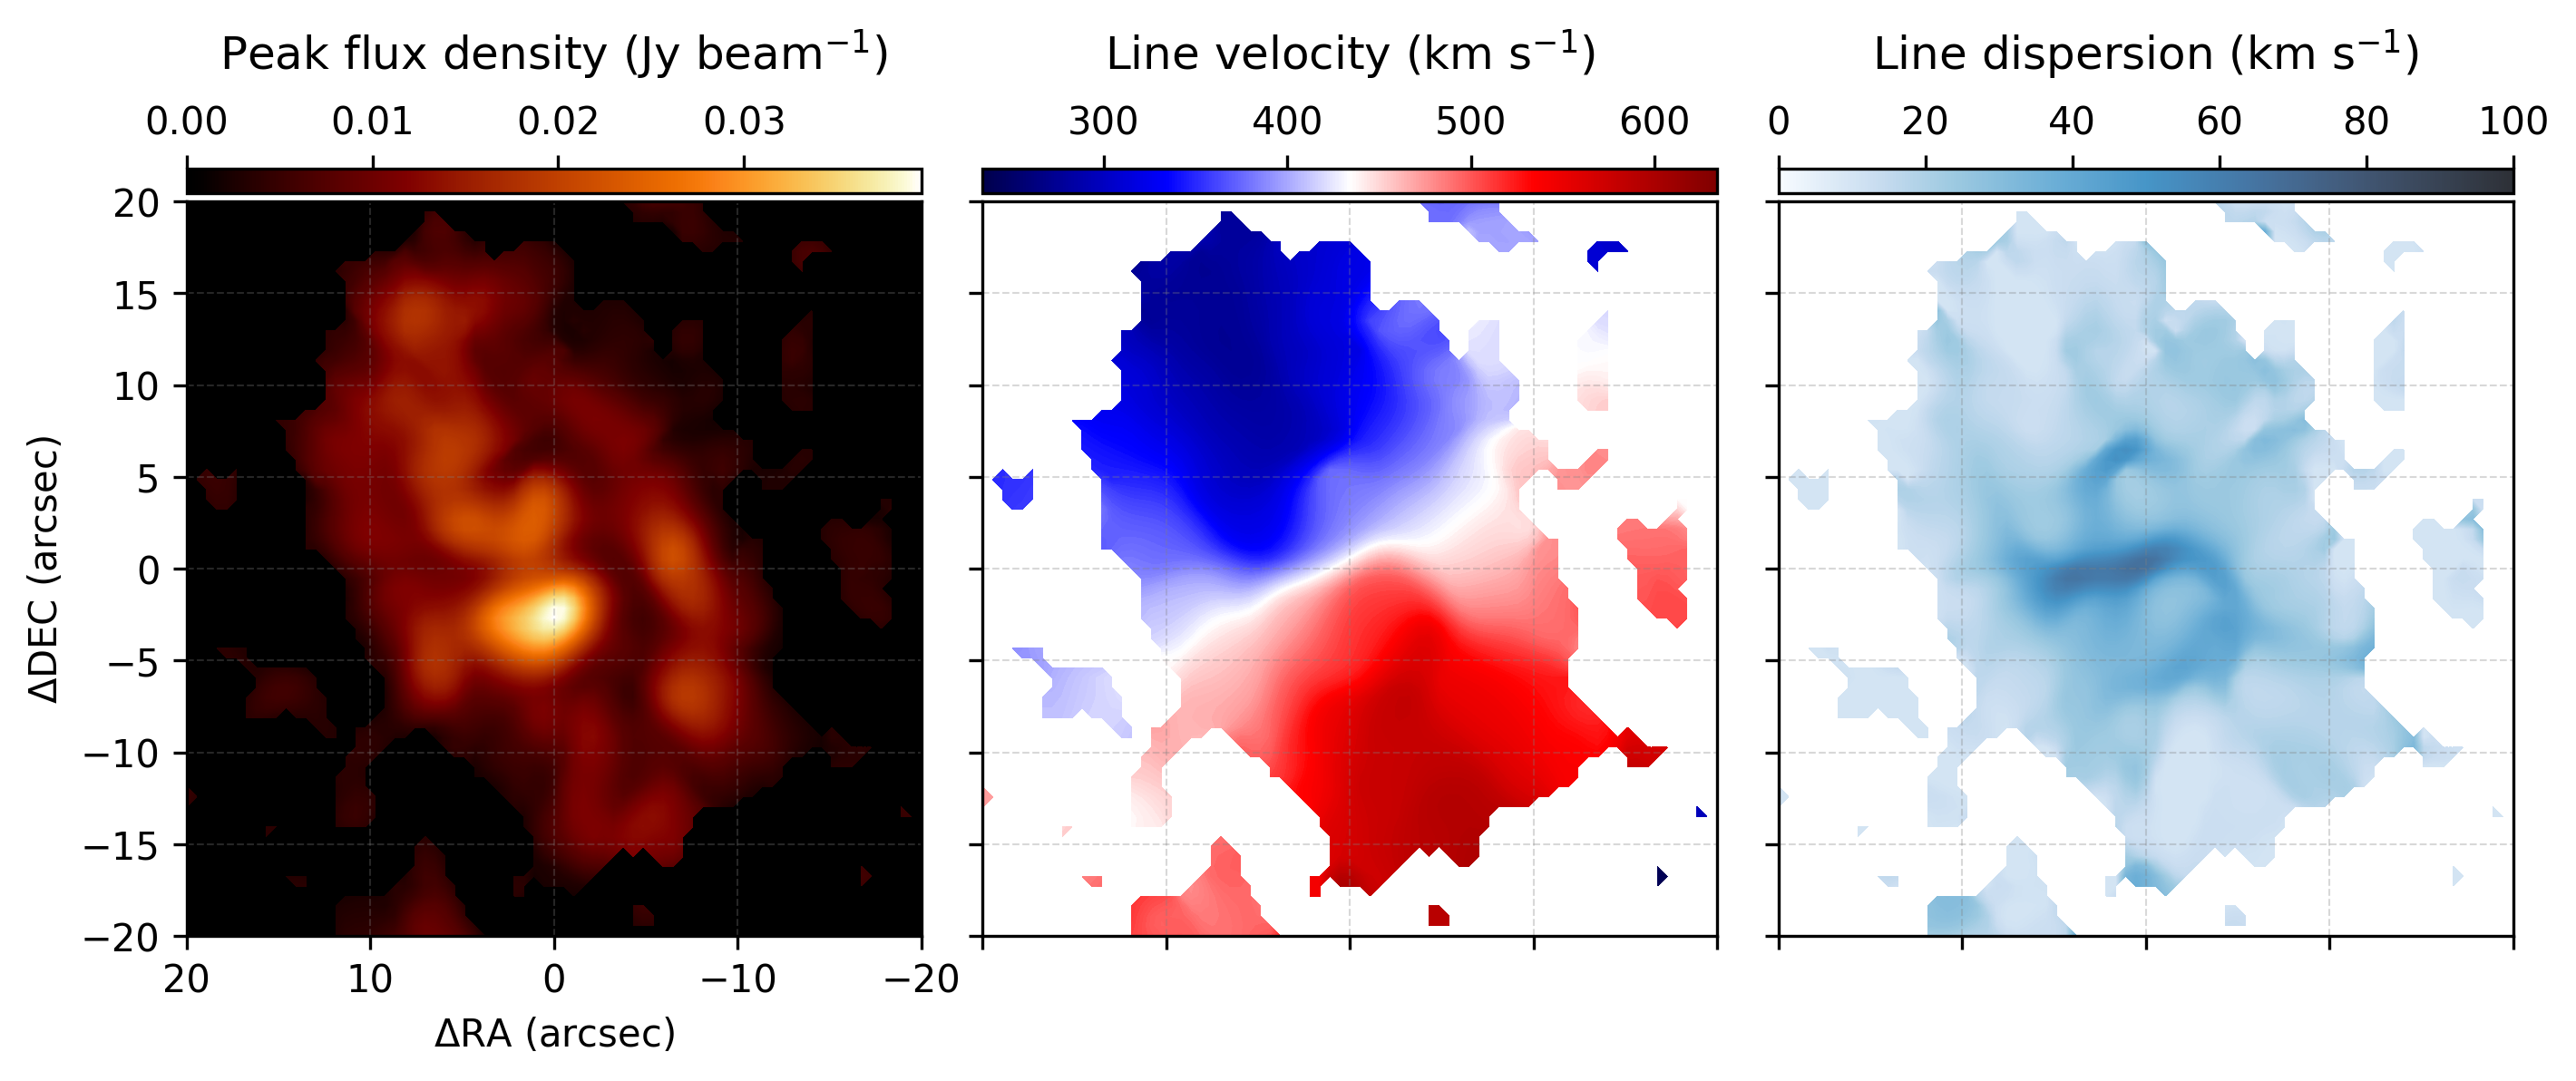 Peak flux density (Jy beam⁻¹) Line velocity (km s⁻¹) Line dispersion (km s⁻¹)
0.00 0.01 0.02 0.03 300 400 500 600 0 20 40 60 80 100
20
15
10
5
0
−5
−10
−15
−20
ΔDEC (arcsec)
20 10 0 −10 −20
ΔRA (arcsec)